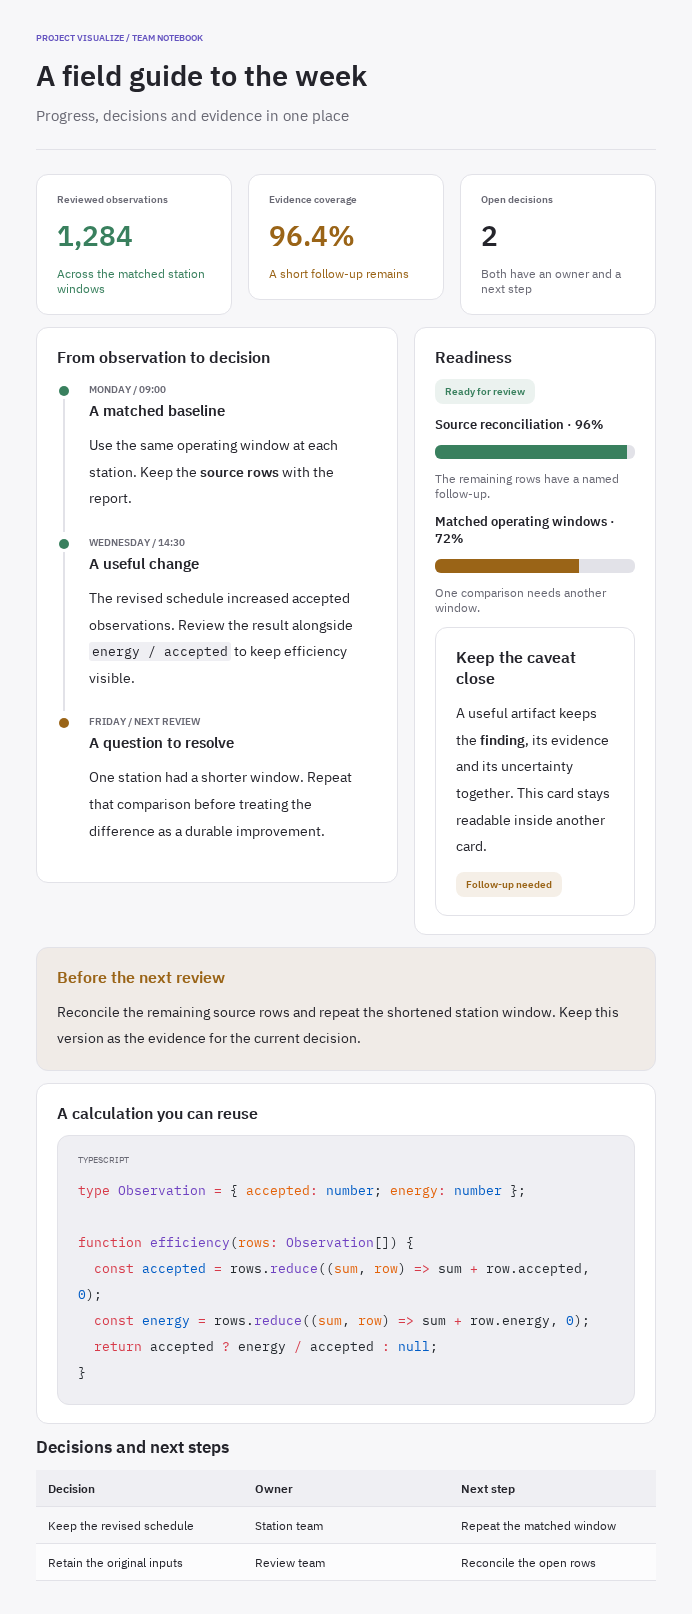 PROJECT VISUALIZE / TEAM NOTEBOOK
A field guide to the week
Progress, decisions and evidence in one place
Reviewed observations
1,284
Across the matched station
windows
Evidence coverage
96.4%
A short follow-up remains
Open decisions
2
Both have an owner and a
next step
From observation to decision
MONDAY / 09:00
A matched baseline
Use the same operating window at each
station. Keep the source rows with the
report.
WEDNESDAY / 14:30
A useful change
The revised schedule increased accepted
observations. Review the result alongside
energy / accepted to keep efficiency
visible.
FRIDAY / NEXT REVIEW
A question to resolve
One station had a shorter window. Repeat
that comparison before treating the
difference as a durable improvement.
Readiness
Ready for review
Source reconciliation · 96%
The remaining rows have a named
follow-up.
Matched operating windows ·
72%
One comparison needs another
window.
Keep the caveat
close
A useful artifact keeps
the finding, its evidence
and its uncertainty
together. This card stays
readable inside another
card.
Follow-up needed
Before the next review
Reconcile the remaining source rows and repeat the shortened station window. Keep this
version as the evidence for the current decision.
A calculation you can reuse
TYPESCRIPT
type Observation = { accepted: number; energy: number };
function efficiency(rows: Observation[]) {
  const accepted = rows.reduce((sum, row) => sum + row.accepted,
0);
  const energy = rows.reduce((sum, row) => sum + row.energy, 0);
  return accepted ? energy / accepted : null;
}
Decisions and next steps
Decision Owner Next step
Keep the revised schedule Station team Repeat the matched window
Retain the original inputs Review team Reconcile the open rows